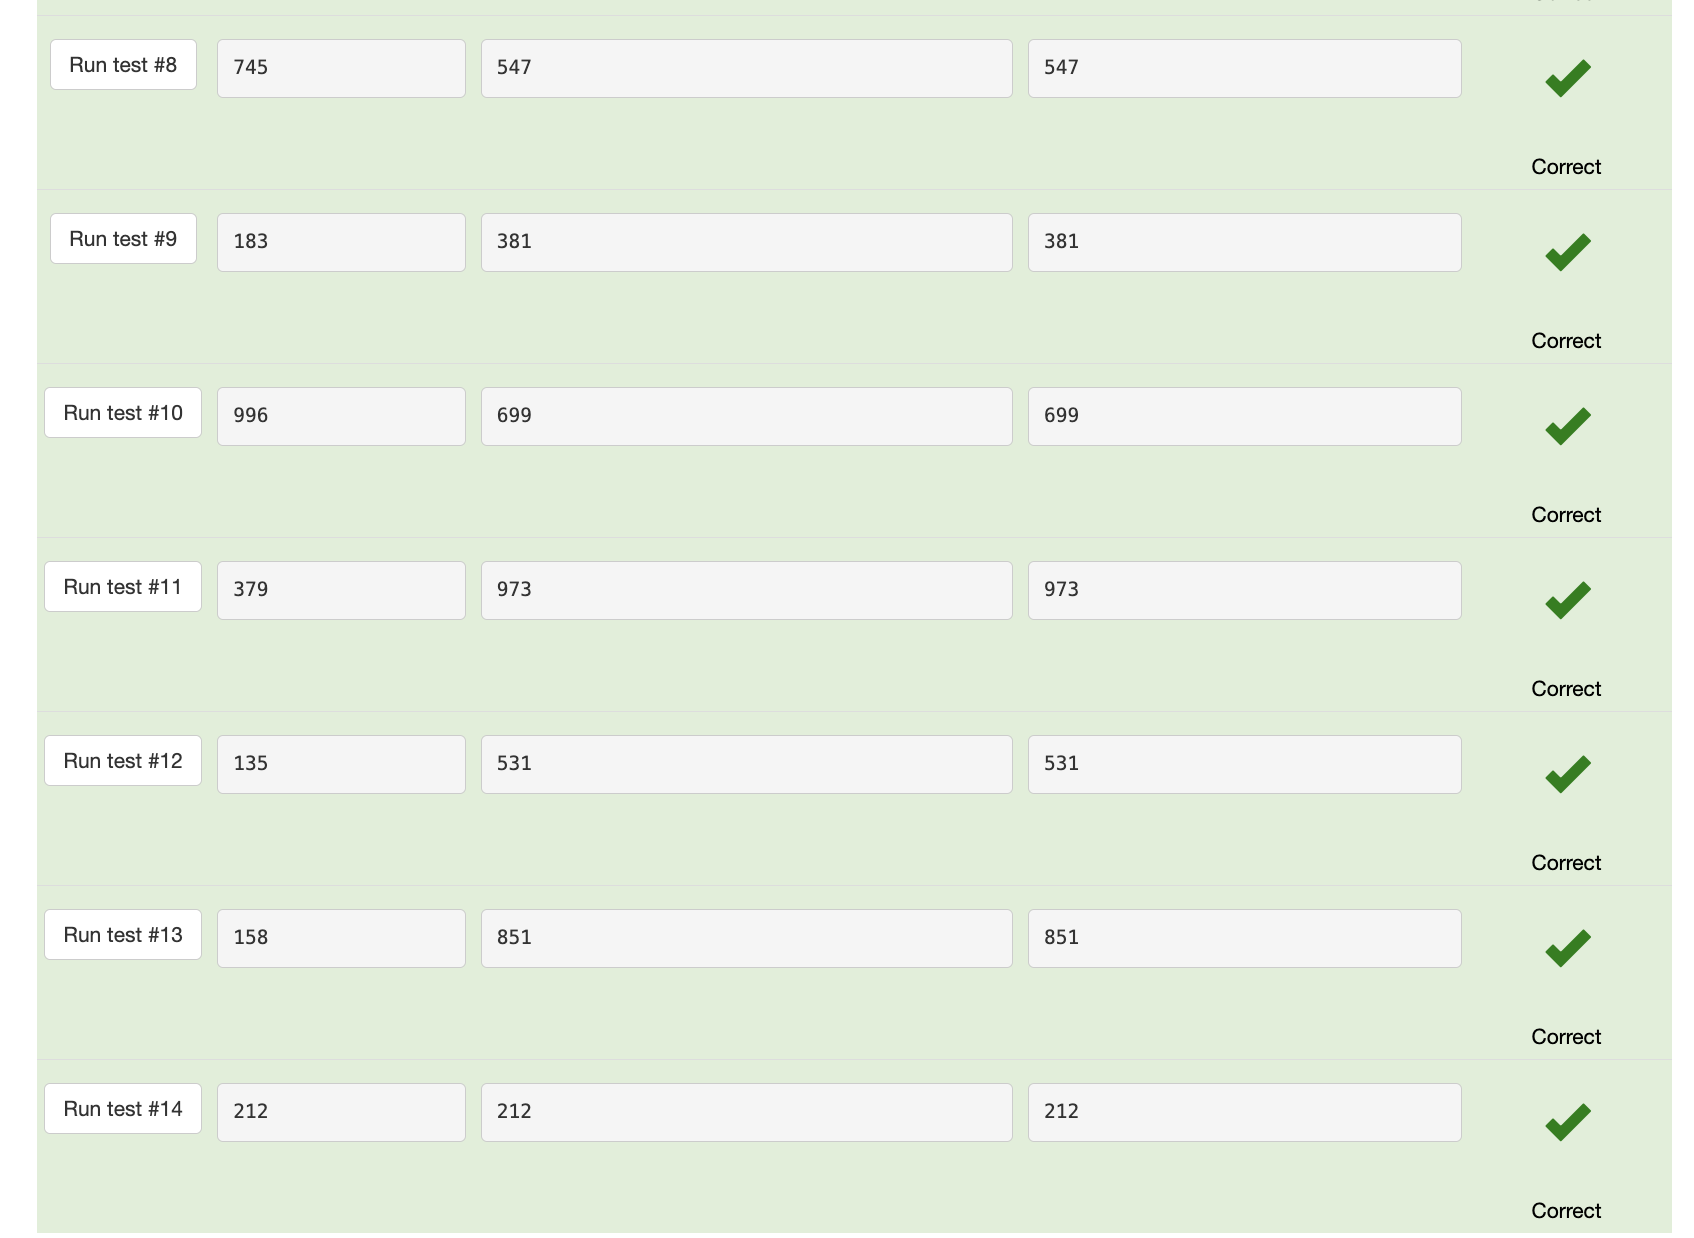 Run test #8 745 547 547
Correct
Run test #9 183 381 381
Correct
Run test #10 996 699 699
Correct
Run test #11 379 973 973
Correct
Run test #12 135 531 531
Correct
Run test #13 158 851 851
Correct
Run test #14 212 212 212
Correct